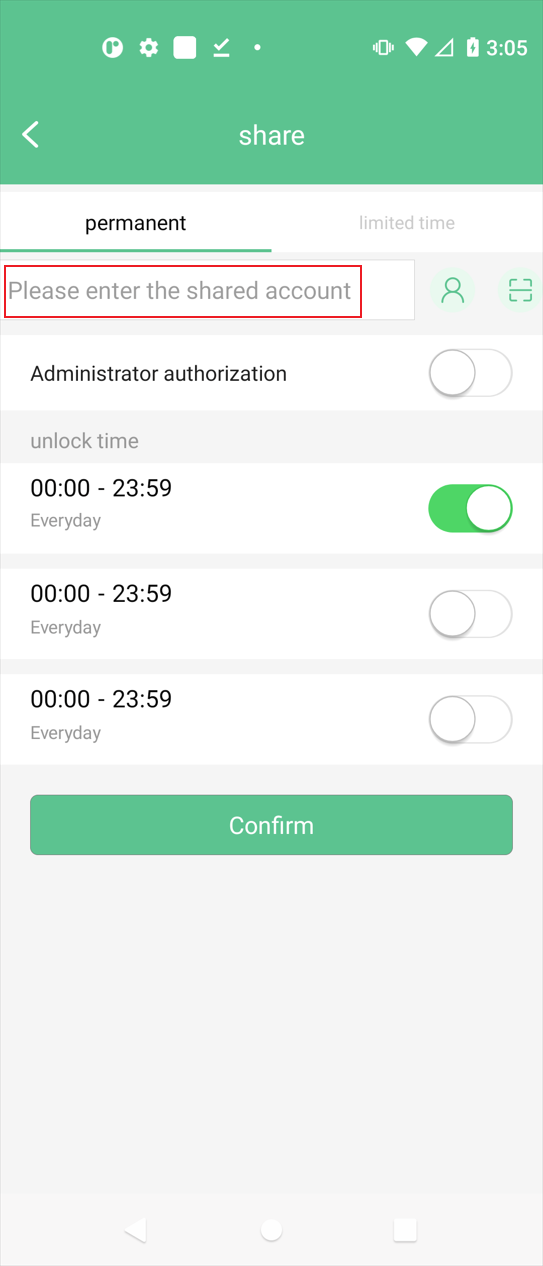 3:05
share
permanent
limited time
Please enter the shared account
Administrator authorization
unlock time
00:00 - 23:59
Everyday
00:00 - 23:59
Everyday
00:00 - 23:59
Everyday
Confirm